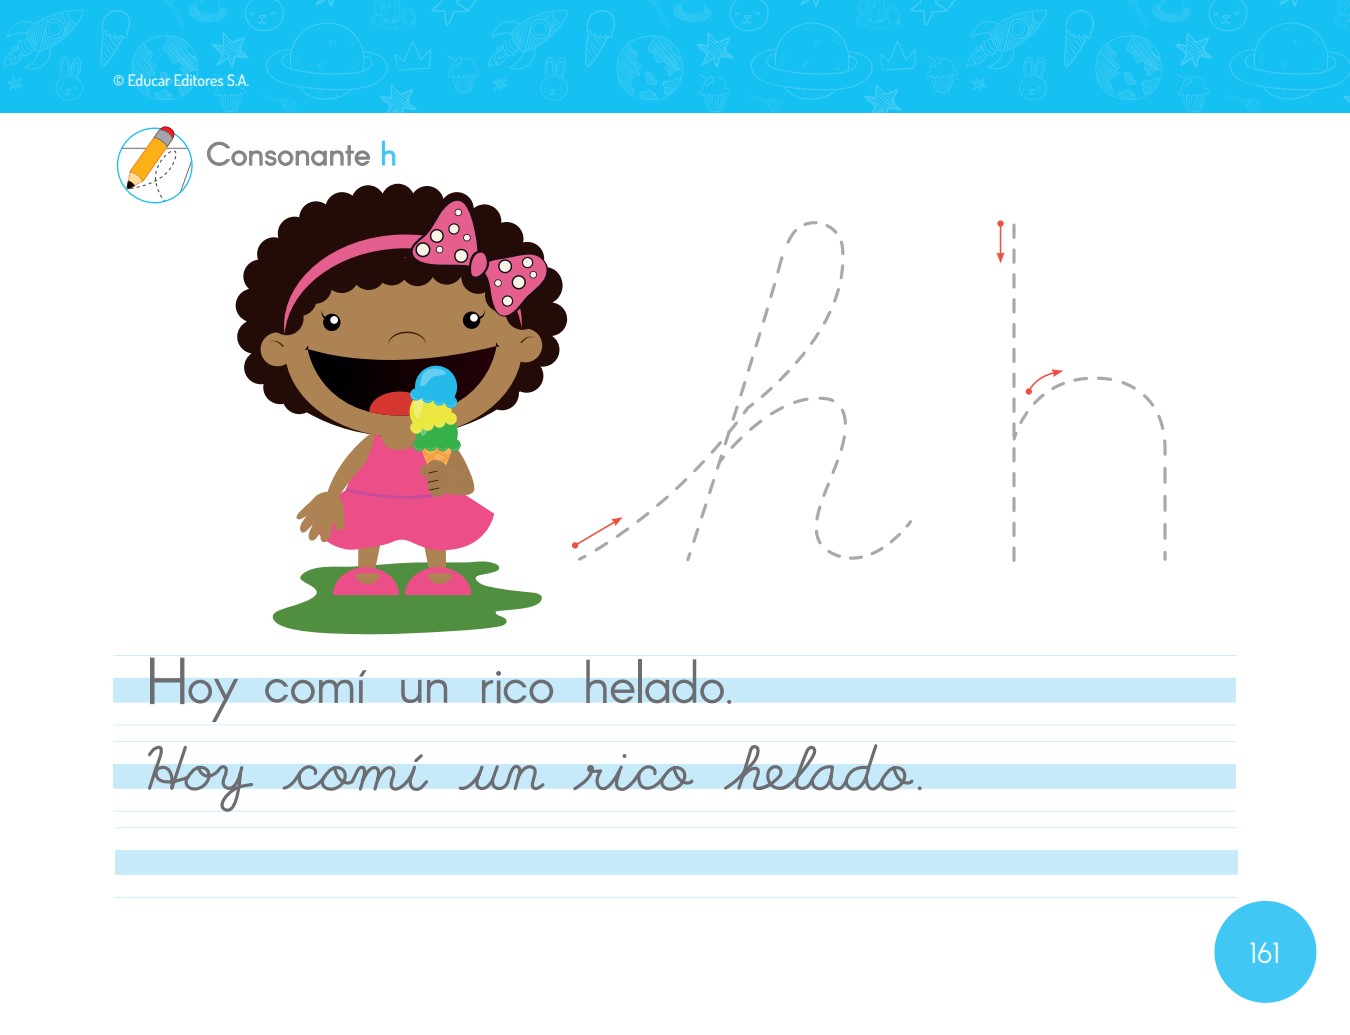 © Educar Editores S.A.
Consonante h
h h
Hoy comí un rico helado.
Hoy comí un rico helado.
161